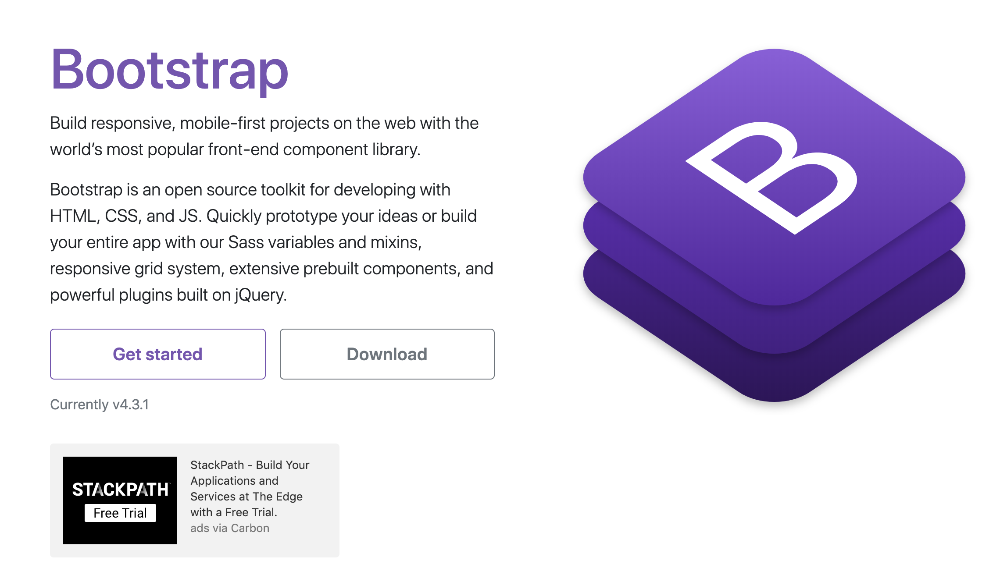 Bootstrap
Build responsive, mobile-first projects on the web with the
world’s most popular front-end component library.
Bootstrap is an open source toolkit for developing with
HTML, CSS, and JS. Quickly prototype your ideas or build
your entire app with our Sass variables and mixins,
responsive grid system, extensive prebuilt components, and
powerful plugins built on jQuery.
Get started
Download
Currently v4.3.1
B
STACKPATH™
Free Trial
StackPath - Build Your
Applications and
Services at The Edge
with a Free Trial.
ads via Carbon